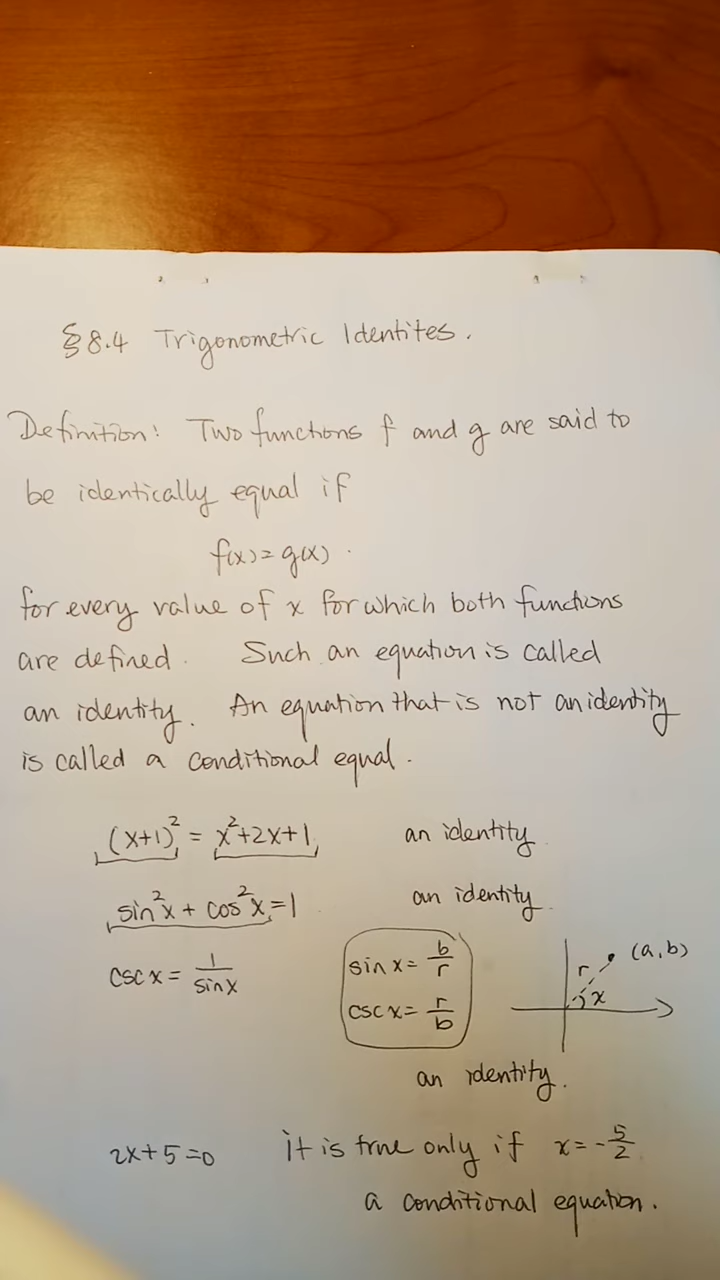 §8.4 Trigonometric Identites.
Definition: Two functions f and g are said to
be identically equal if
f(x) = g(x).
for every value of x for which both functions
are defined. Such an equation is called
an identity. An equation that is not an identity
is called a conditional equal.
(x+1)² = x²+2x+1, an identity
sin²x + cos²x = 1 an identity
csc x = 1/sin x
sin x = b/r
csc x = r/b
(a, b)
r
x
an identity.
2x+5=0 it is true only if x = -5/2
a conditional equation.